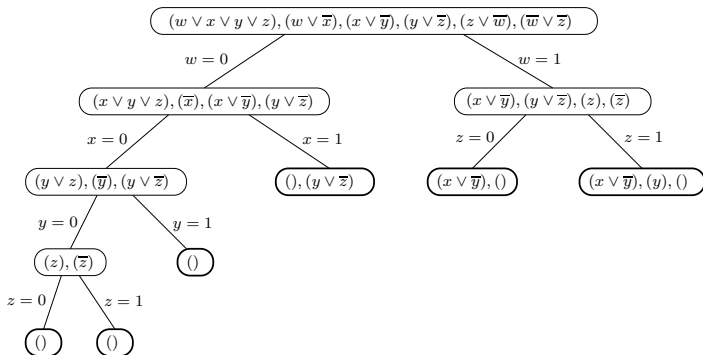 (w ∨ x ∨ y ∨ z), (w ∨ x̅), (x ∨ y̅), (y ∨ z̅), (z ∨ w̅), (w̅ ∨ z̅)
w = 0 w = 1
(x ∨ y ∨ z), (x̅), (x ∨ y̅), (y ∨ z̅) (x ∨ y̅), (y ∨ z̅), (z), (z̅)
x = 0 x = 1 z = 0 z = 1
(y ∨ z), (y̅), (y ∨ z̅) (), (y ∨ z̅) (x ∨ y̅), () (x ∨ y̅), (y), ()
y = 0 y = 1
(z), (z̅) ()
z = 0 z = 1
() ()